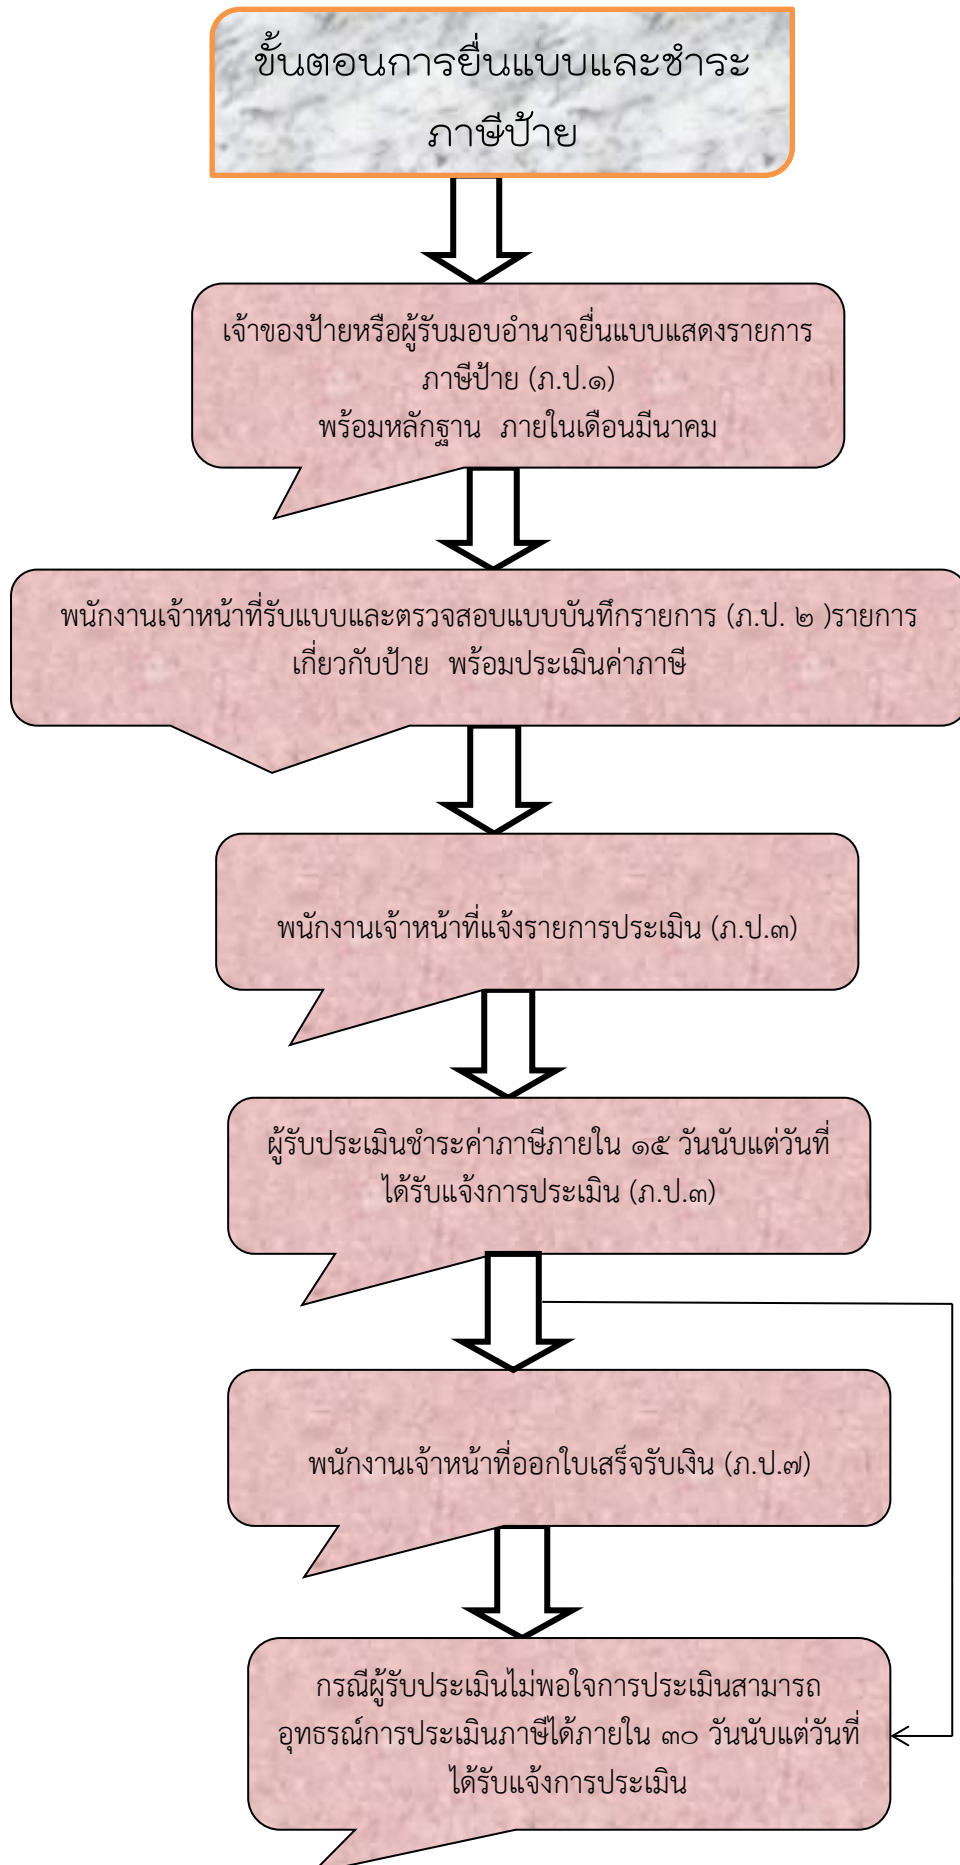 ขั้นตอนการยื่นแบบและชำระ
ภาษีป้าย
เจ้าของป้ายหรือผู้รับมอบอำนาจยื่นแบบแสดงรายการ
ภาษีป้าย (ภ.ป.๑)
พร้อมหลักฐาน ภายในเดือนมีนาคม
พนักงานเจ้าหน้าที่รับแบบและตรวจสอบแบบบันทึกรายการ (ภ.ป. ๒ )รายการ
เกี่ยวกับป้าย พร้อมประเมินค่าภาษี
พนักงานเจ้าหน้าที่แจ้งรายการประเมิน (ภ.ป.๓)
ผู้รับประเมินชำระค่าภาษีภายใน ๑๕ วันนับแต่วันที่
ได้รับแจ้งการประเมิน (ภ.ป.๓)
พนักงานเจ้าหน้าที่ออกใบเสร็จรับเงิน (ภ.ป.๗)
กรณีผู้รับประเมินไม่พอใจการประเมินสามารถ
อุทธรณ์การประเมินภาษีได้ภายใน ๓๐ วันนับแต่วันที่
ได้รับแจ้งการประเมิน